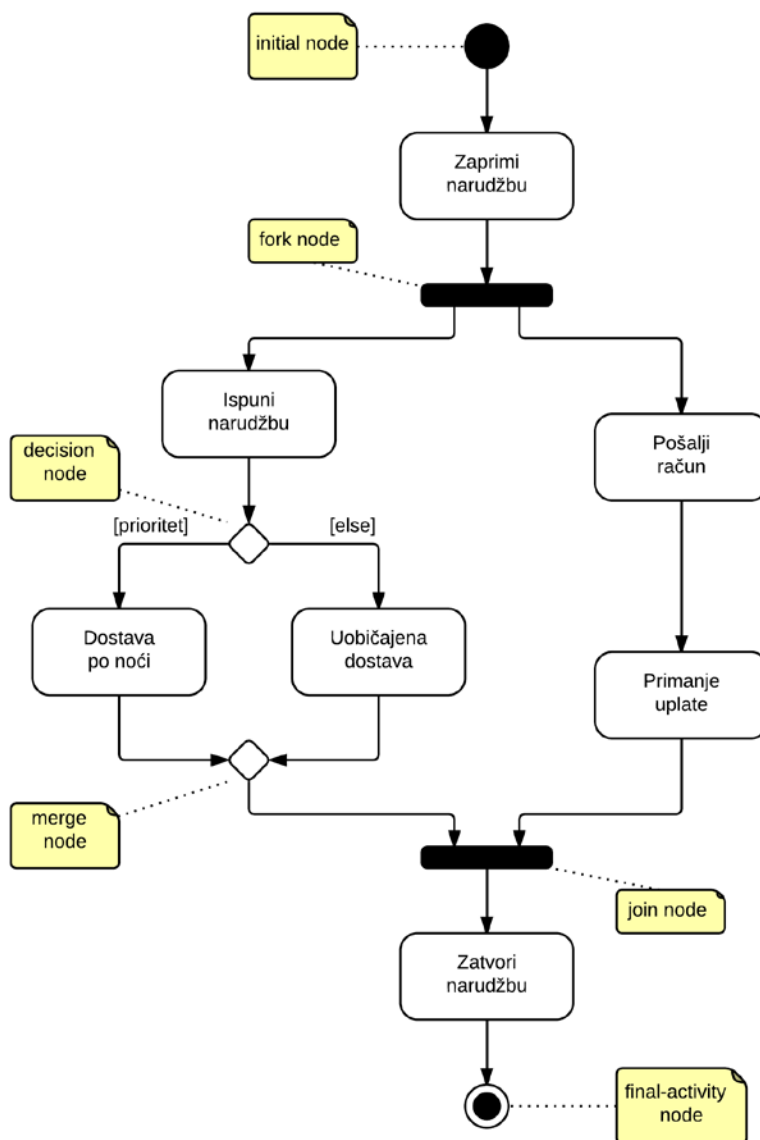 initial node
Zaprimi
narudžbu
fork node
Ispuni
narudžbu
Pošalji
račun
decision
node
[prioritet]
[else]
Dostava
po noći
Uobičajena
dostava
Primanje
uplate
merge
node
join node
Zatvori
narudžbu
final-activity
node